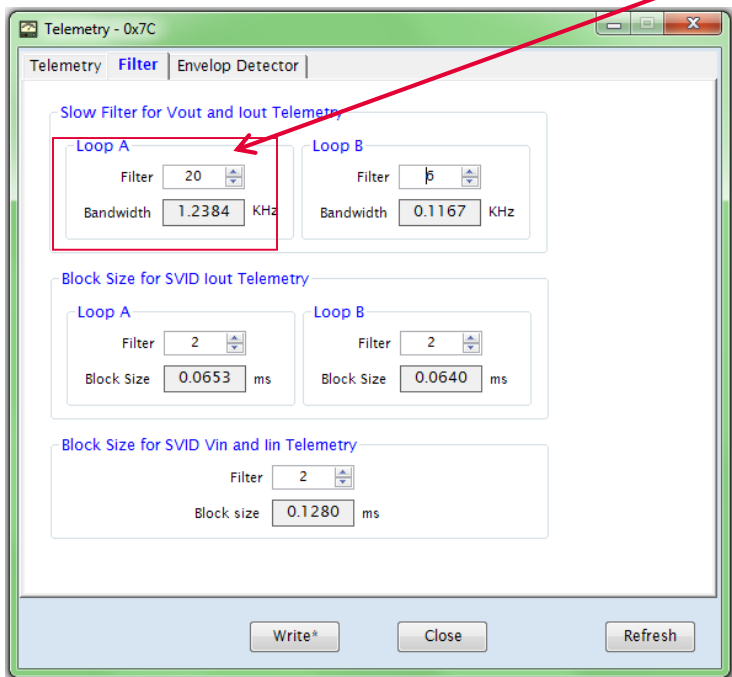 Telemetry - 0x7C
Telemetry Filter Envelop Detector
Slow Filter for Vout and Iout Telemetry
Loop A
Filter 20
Bandwidth 1.2384 KHz
Loop B
Filter 6
Bandwidth 0.1167 KHz
Block Size for SVID Iout Telemetry
Loop A
Filter 2
Block Size 0.0653 ms
Loop B
Filter 2
Block Size 0.0640 ms
Block Size for SVID Vin and Iin Telemetry
Filter 2
Block size 0.1280 ms
Write* Close Refresh